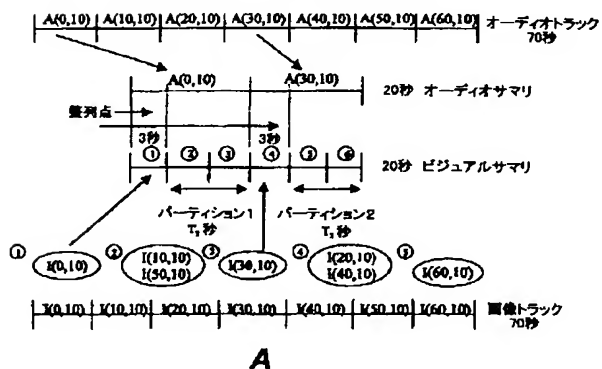 A(0,10) A(10,10) A(20,10) A(30,10) A(40,10) A(50,10) A(60,10) オーディオトラック
70秒
A(0,10) A(30,10)
20秒 オーディオサマリ
整列点
3秒 3秒
① ② ③ ④ ⑤ ⑥
20秒 ビジュアルサマリ
パーティション1 パーティション2
T₁ 秒 T₂ 秒
① ② ③ ④ ⑤
I(0,10) I(10,10) I(30,10) I(20,10) I(60,10)
I(50,10) I(40,10)
I(0,10) I(10,10) I(20,10) I(30,10) I(40,10) I(50,10) I(60,10) 画像トラック
70秒
A